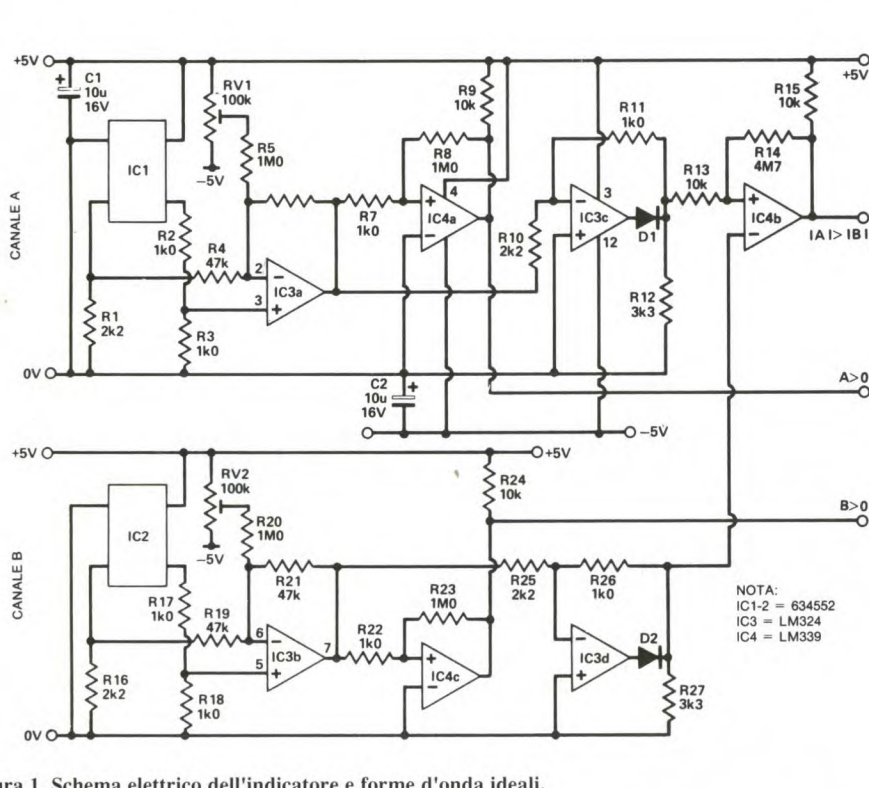 +5V
C1
10u
16V
RV1
100k
-5V
IC1
R5
1M0
R9
10k
R8
1M0
4
IC4a
R7
1k0
R11
1k0
R15
10k
+5V
R14
4M7
R13
10k
IC3c
3
12
D1
IC4b
IAI> IBI
CANALE A
R2
1k0
R4
47k
2
3
IC3a
R10
2k2
R12
3k3
R1
2k2
R3
1k0
0V
C2
10u
16V
A>0
-5V
+5V
+5V
RV2
100k
-5V
IC2
R20
1M0
R24
10k
B>0
CANALE B
R17
1k0
R19
47k
R21
47k
R23
1M0
R25
2k2
R26
1k0
NOTA:
IC1-2 = 634552
IC3 = LM324
IC4 = LM339
6
5
IC3b
7
R22
1k0
IC4c
IC3d
D2
R16
2k2
R18
1k0
R27
3k3
0V
ura 1. Schema elettrico dell'indicatore e forme d'onda ideali.